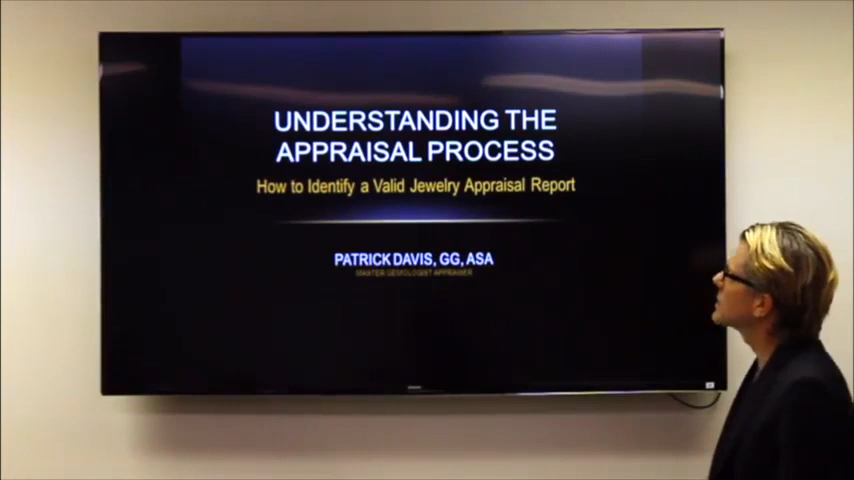 UNDERSTANDING THE
APPRAISAL PROCESS
How to Identify a Valid Jewelry Appraisal Report
PATRICK DAVIS, GG, ASA
MASTER GEMOLOGIST APPRAISER